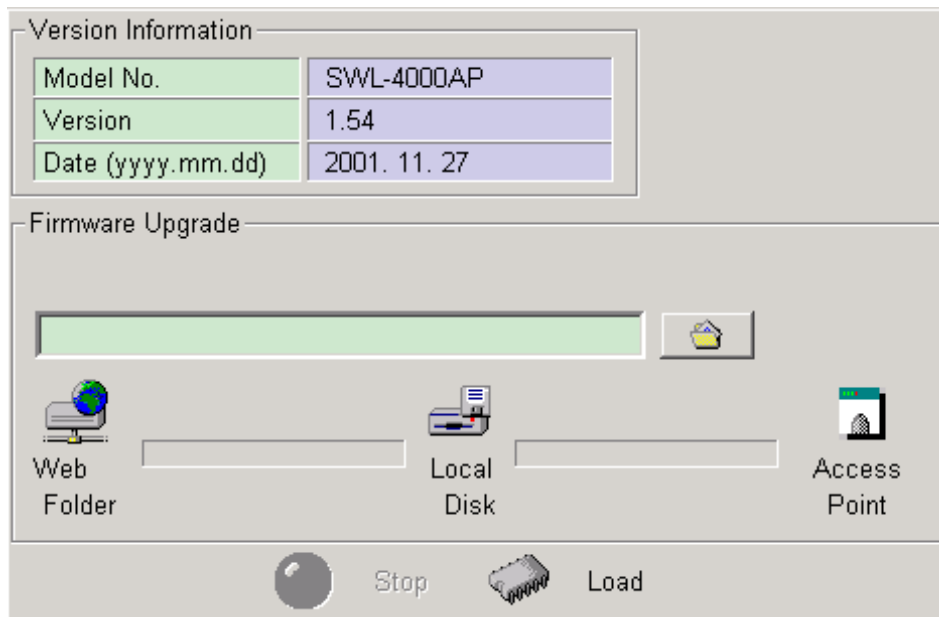 Version Information
Model No. SWL-4000AP
Version 1.54
Date (yyyy.mm.dd) 2001. 11. 27
Firmware Upgrade
Web Folder
Local Disk
Access Point
Stop Load